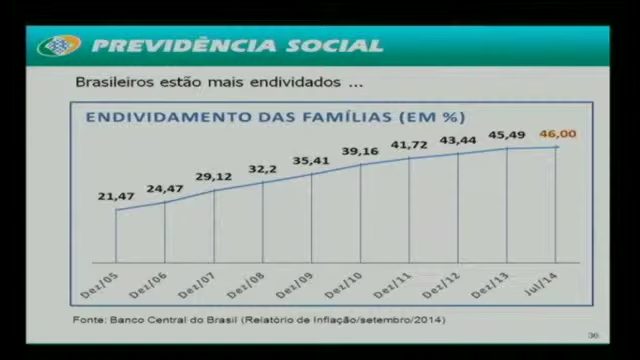 PREVIDÊNCIA SOCIAL
Brasileiros estão mais endividados ...
ENDIVIDAMENTO DAS FAMÍLIAS (EM %)
21,47 24,47 29,12 32,2 35,41 39,16 41,72 43,44 45,49 46,00
Dez/05 Dez/06 Dez/07 Dez/08 Dez/09 Dez/10 Dez/11 Dez/12 Dez/13 Jul/14
Fonte: Banco Central do Brasil (Relatório de Inflação/setembro/2014)
36